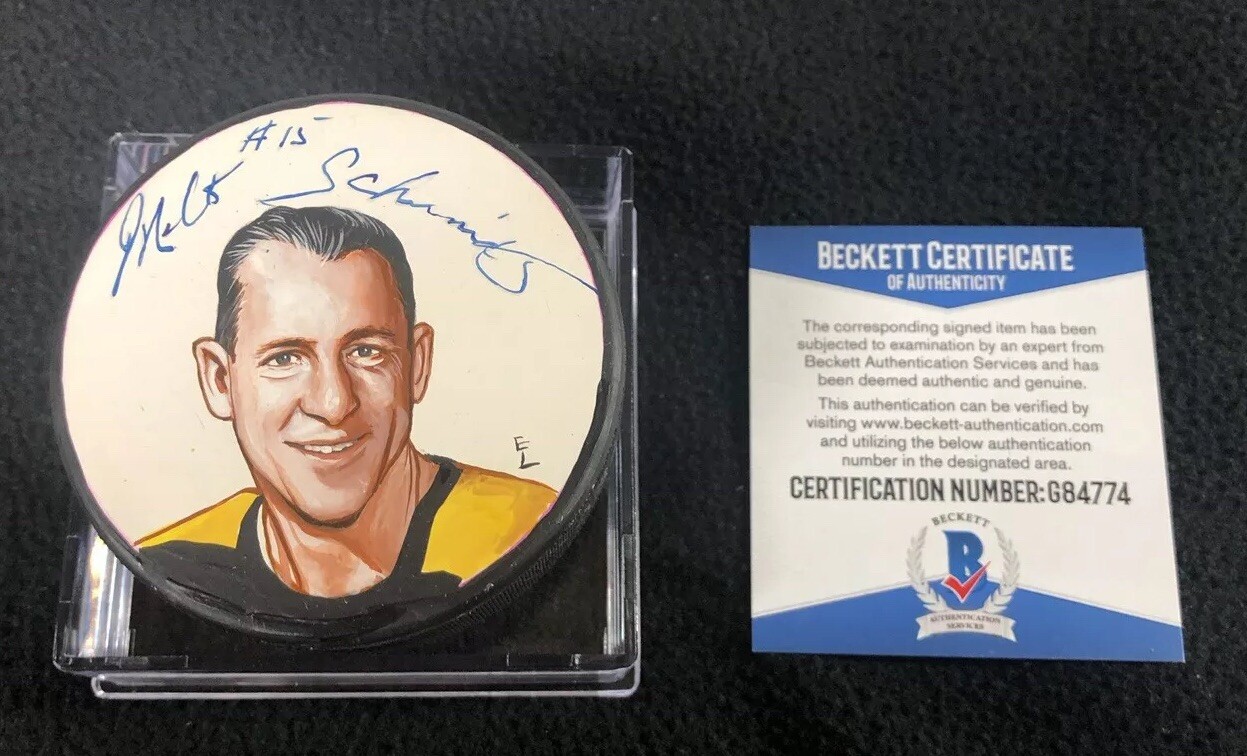 #15
Milt Schmidt
EL
BECKETT CERTIFICATE
OF AUTHENTICITY
The corresponding signed item has been
subjected to examination by an expert from
Beckett Authentication Services and has
been deemed authentic and genuine.
This authentication can be verified by
visiting www.beckett-authentication.com
and utilizing the below authentication
number in the designated area.
CERTIFICATION NUMBER:G84774
BECKETT
B
AUTHENTICATION
SERVICES